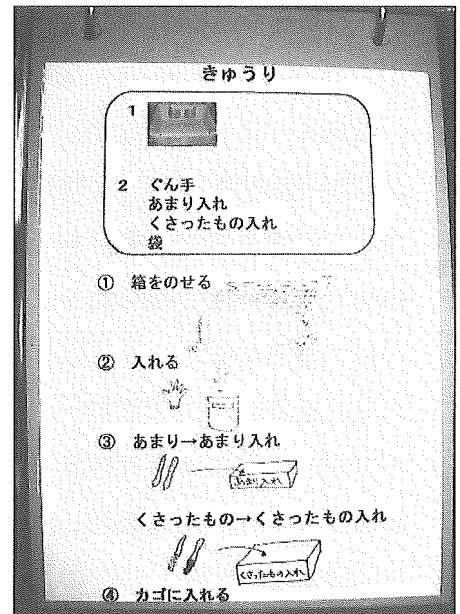 きゅうり
1
2 ぐん手
あまり入れ
くさったもの入れ
袋
① 箱をのせる
② 入れる
③ あまり→あまり入れ
あまり入れ
くさったもの→くさったもの入れ
くさったもの入れ
④ カゴに入れる